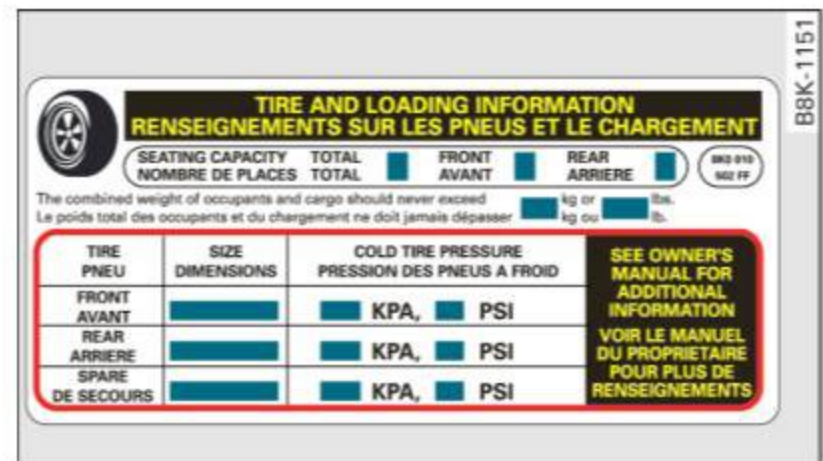 B8K-1151
TIRE AND LOADING INFORMATION
RENSEIGNEMENTS SUR LES PNEUS ET LE CHARGEMENT
SEATING CAPACITY TOTAL FRONT REAR
NOMBRE DE PLACES TOTAL AVANT ARRIERE
The combined weight of occupants and cargo should never exceed kg or lbs.
Le poids total des occupants et du chargement ne doit jamais dépasser kg ou lb.
TIRE SIZE COLD TIRE PRESSURE
PNEU DIMENSIONS PRESSION DES PNEUS A FROID
FRONT
AVANT KPA, PSI
REAR
ARRIERE KPA, PSI
SPARE
DE SECOURS KPA, PSI
SEE OWNER'S
MANUAL FOR
ADDITIONAL
INFORMATION
VOIR LE MANUEL
DU PROPRIETAIRE
POUR PLUS DE
RENSEIGNEMENTS